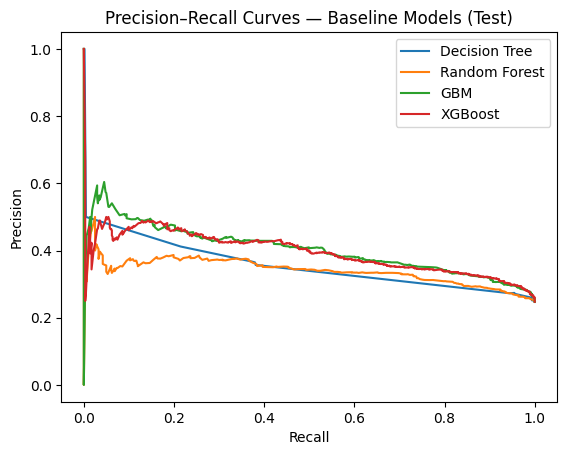 Precision–Recall Curves — Baseline Models (Test)
Decision Tree
Random Forest
GBM
XGBoost
Precision
1.0
0.8
0.6
0.4
0.2
0.0
0.0 0.2 0.4 0.6 0.8 1.0
Recall